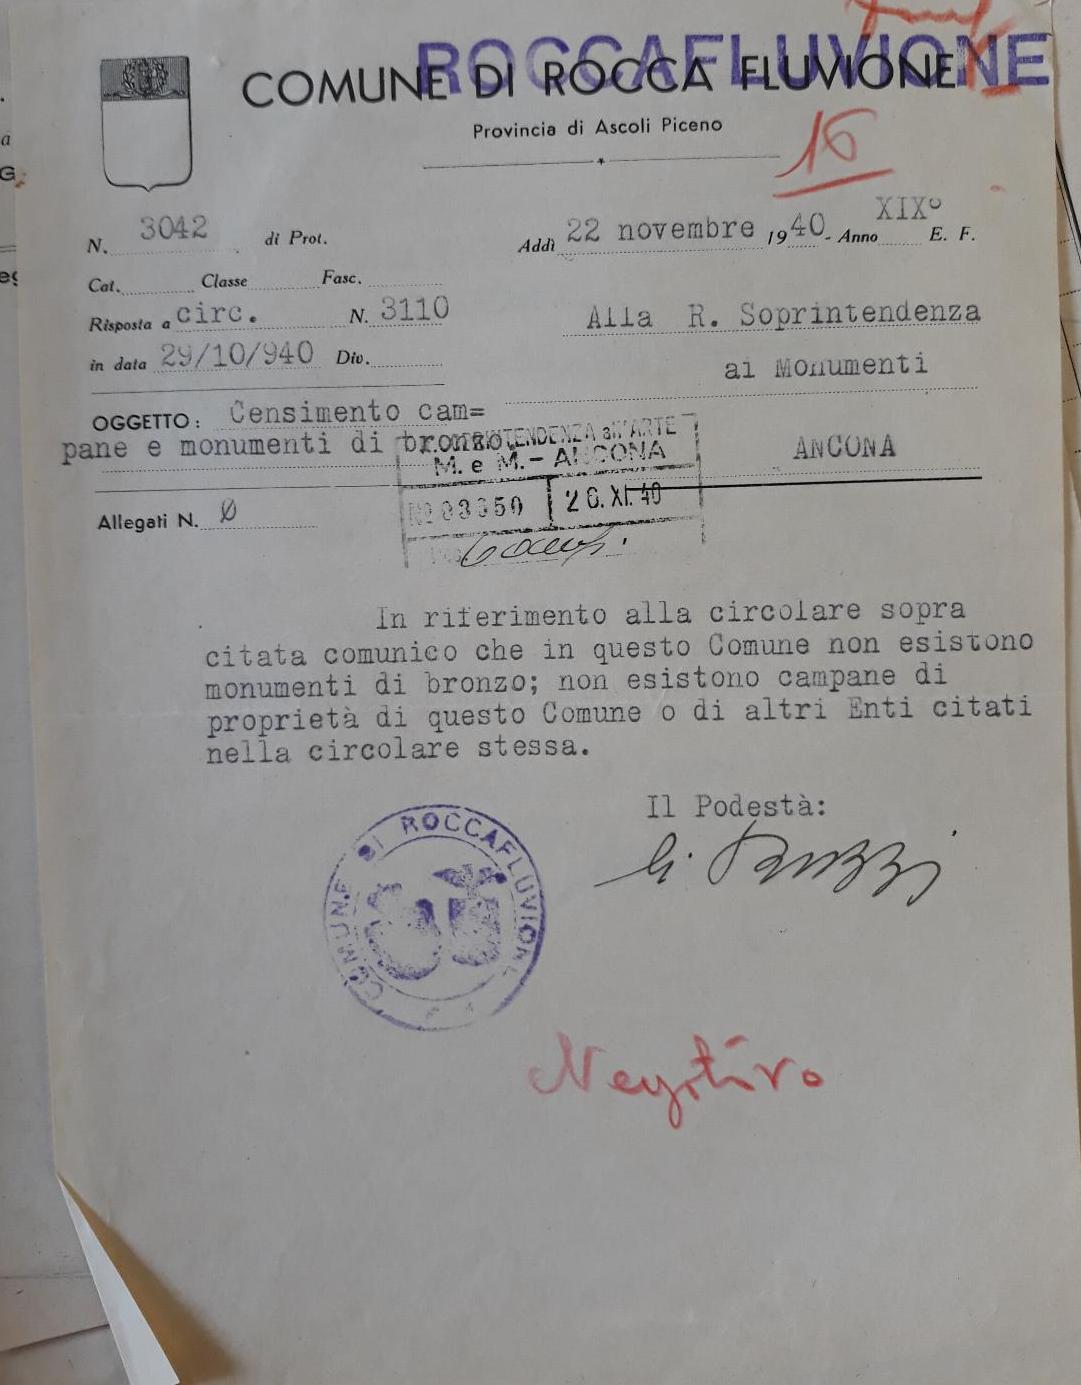 ROCCAFLUVIONE
COMUNE DI ROCCA FLUVIONE
Provincia di Ascoli Piceno
16
N. 3042 di Prot.
Addì 22 novembre 1940- Anno XIXº E. F.
Cat. Classe Fasc.
Risposta a circ. N. 3110
Alla R. Soprintendenza
in data 29/10/940 Div.
ai Monumenti
OGGETTO: Censimento cam=
pane e monumenti di bronzo.
ANCONA
M. e M. - ANCONA
26. XI. 40
Allegati N. Ø
In riferimento alla circolare sopra
citata comunico che in questo Comune non esistono
monumenti di bronzo; non esistono campane di
proprietà di questo Comune o di altri Enti citati
nella circolare stessa.
Il Podestà:
COMUNE DI ROCCAFLUVIONE
Negativo